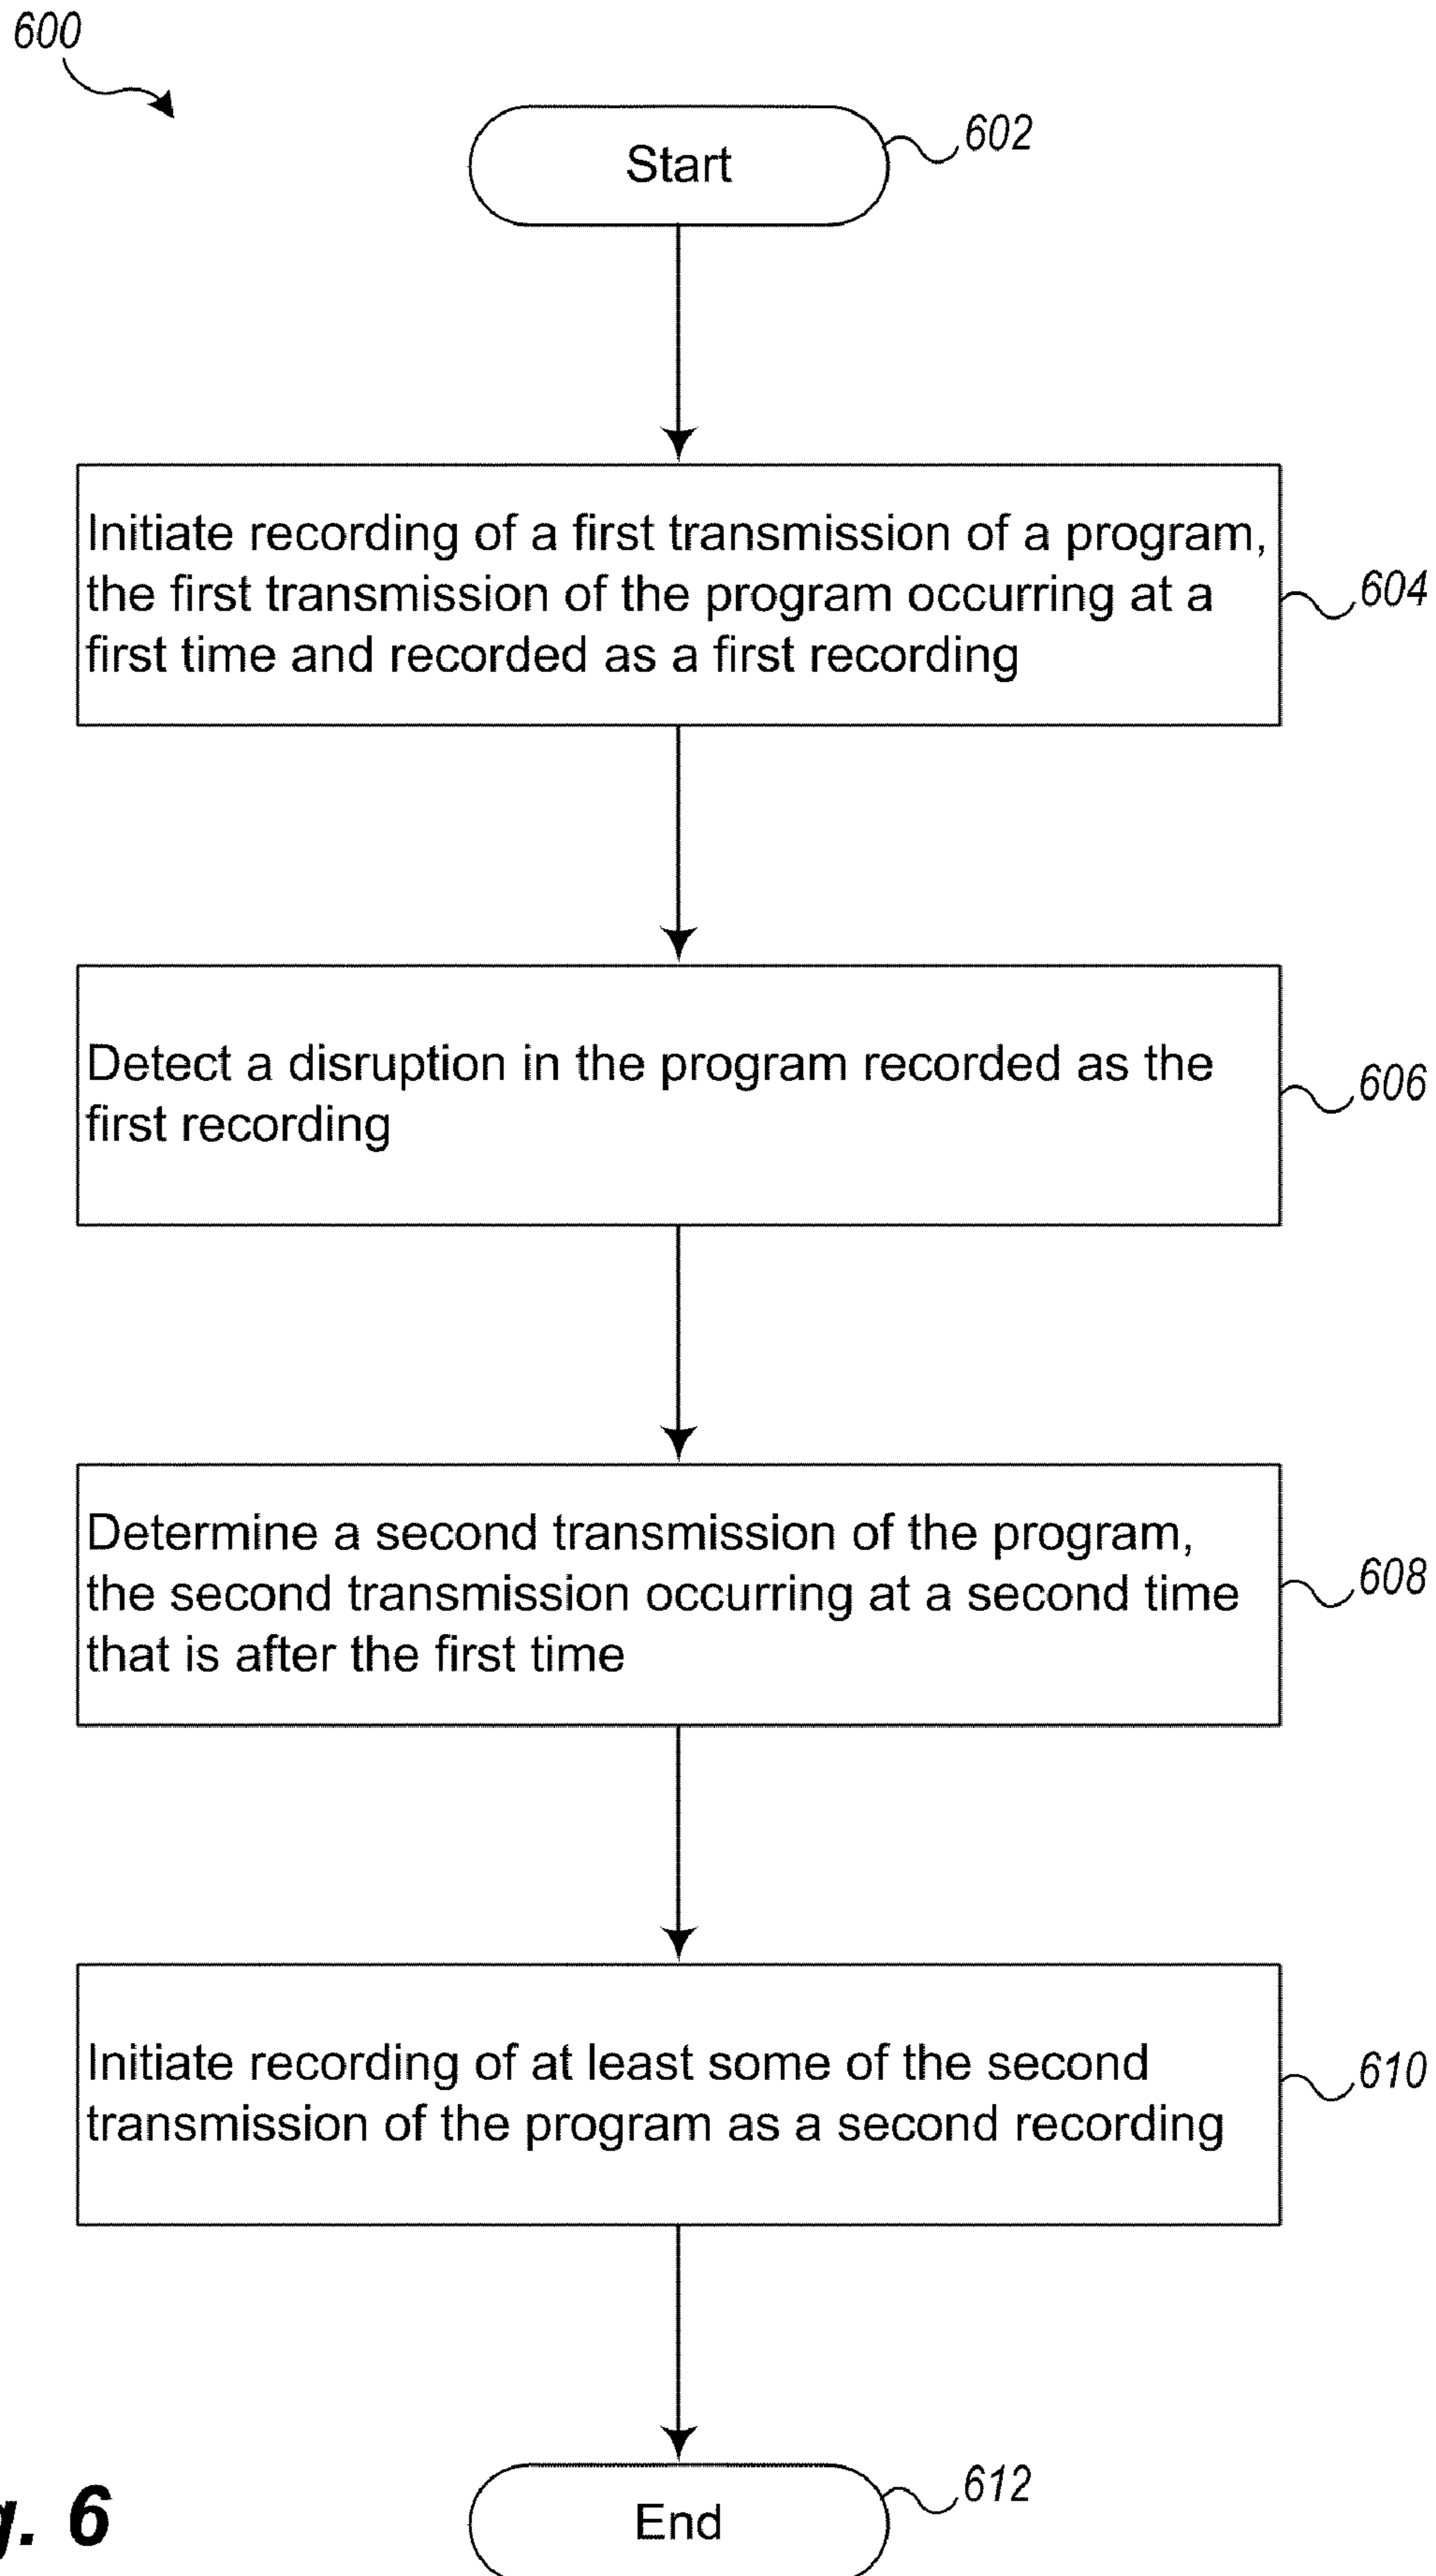 600
Start
602
Initiate recording of a first transmission of a program,
the first transmission of the program occurring at a
first time and recorded as a first recording
604
Detect a disruption in the program recorded as the
first recording
606
Determine a second transmission of the program,
the second transmission occurring at a second time
that is after the first time
608
Initiate recording of at least some of the second
transmission of the program as a second recording
610
End
612
g. 6